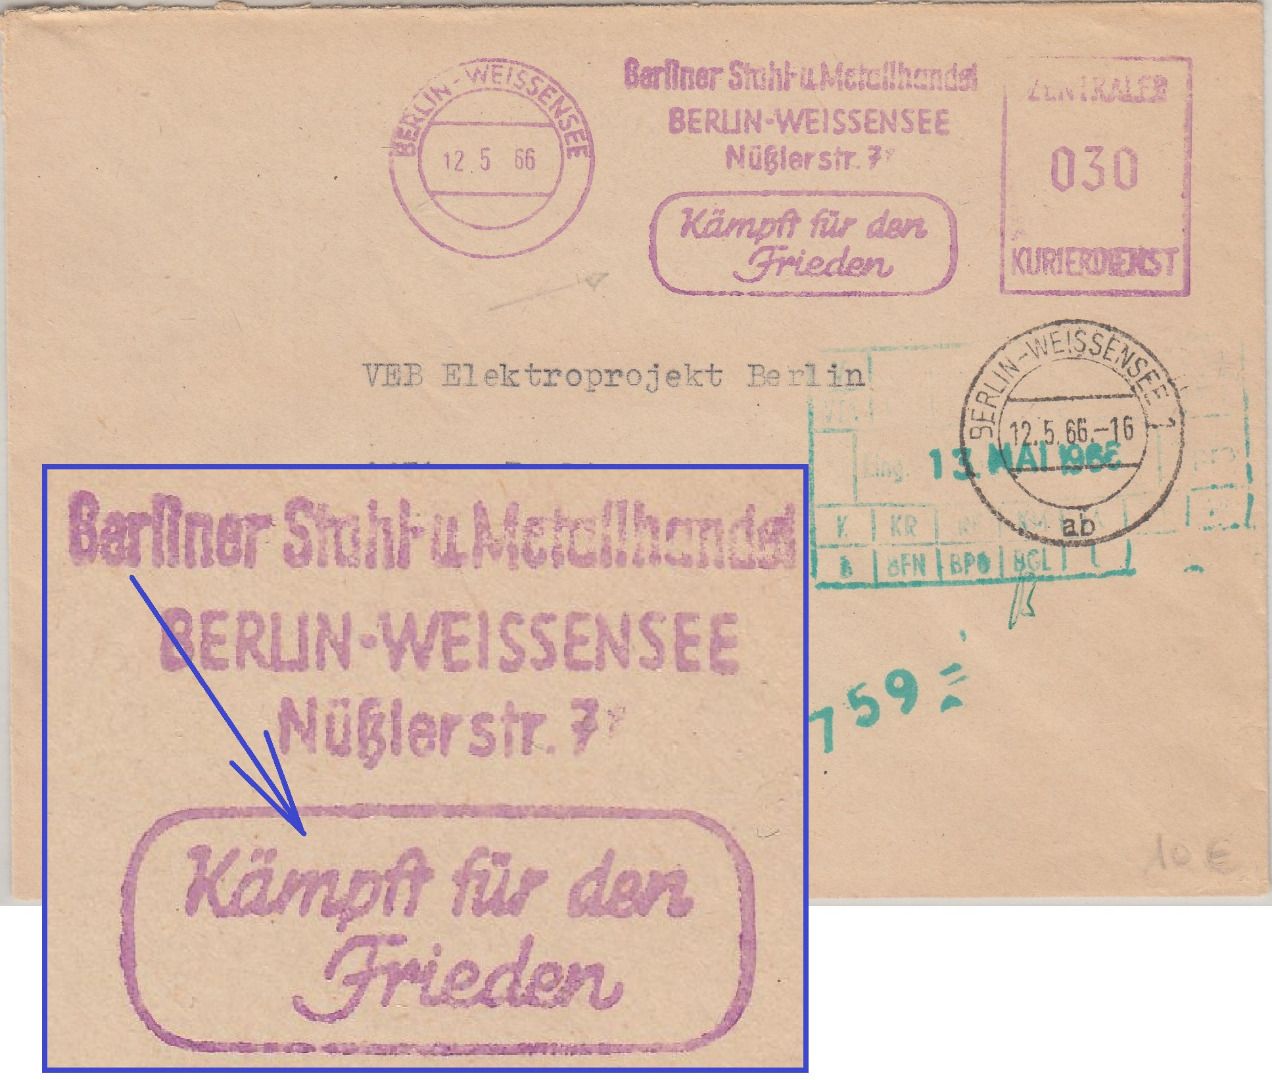 BERLIN-WEISSENSEE
12.5 66
Berliner Stahl-u.Metallhandel
BERLIN-WEISSENSEE
Nüßlerstr. 7
Kämpft für den
Frieden
ZENTRALER
030
KURIERDIENST
VEB Elektroprojekt Berlin
BERLIN-WEISSENSEE 1
12.5.66.-16
ab
Eing. 13. MAI 1966
K KR
BFN BPO BGL L
759
10 €
Berliner Stahl-u.Metallhandel
BERLIN-WEISSENSEE
Nüßlerstr. 7
Kämpft für den
Frieden